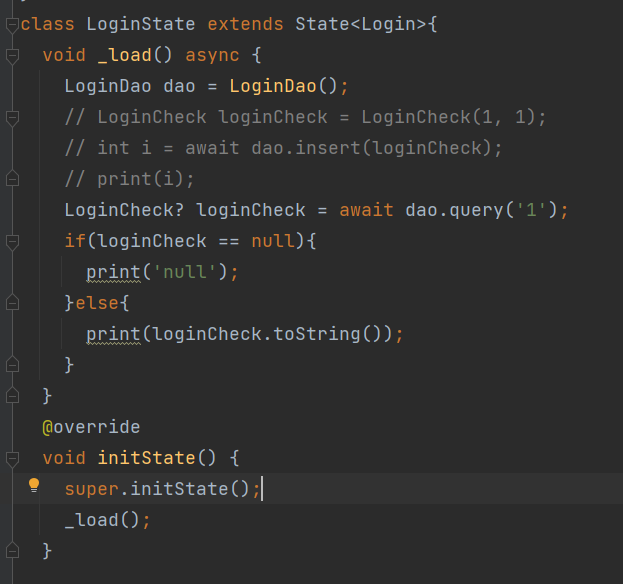 class LoginState extends State<Login>{
void _load() async {
LoginDao dao = LoginDao();
// LoginCheck loginCheck = LoginCheck(1, 1);
// int i = await dao.insert(loginCheck);
// print(i);
LoginCheck? loginCheck = await dao.query('1');
if(loginCheck == null){
print('null');
}else{
print(loginCheck.toString());
}
}
@override
void initState() {
super.initState();
_load();
}